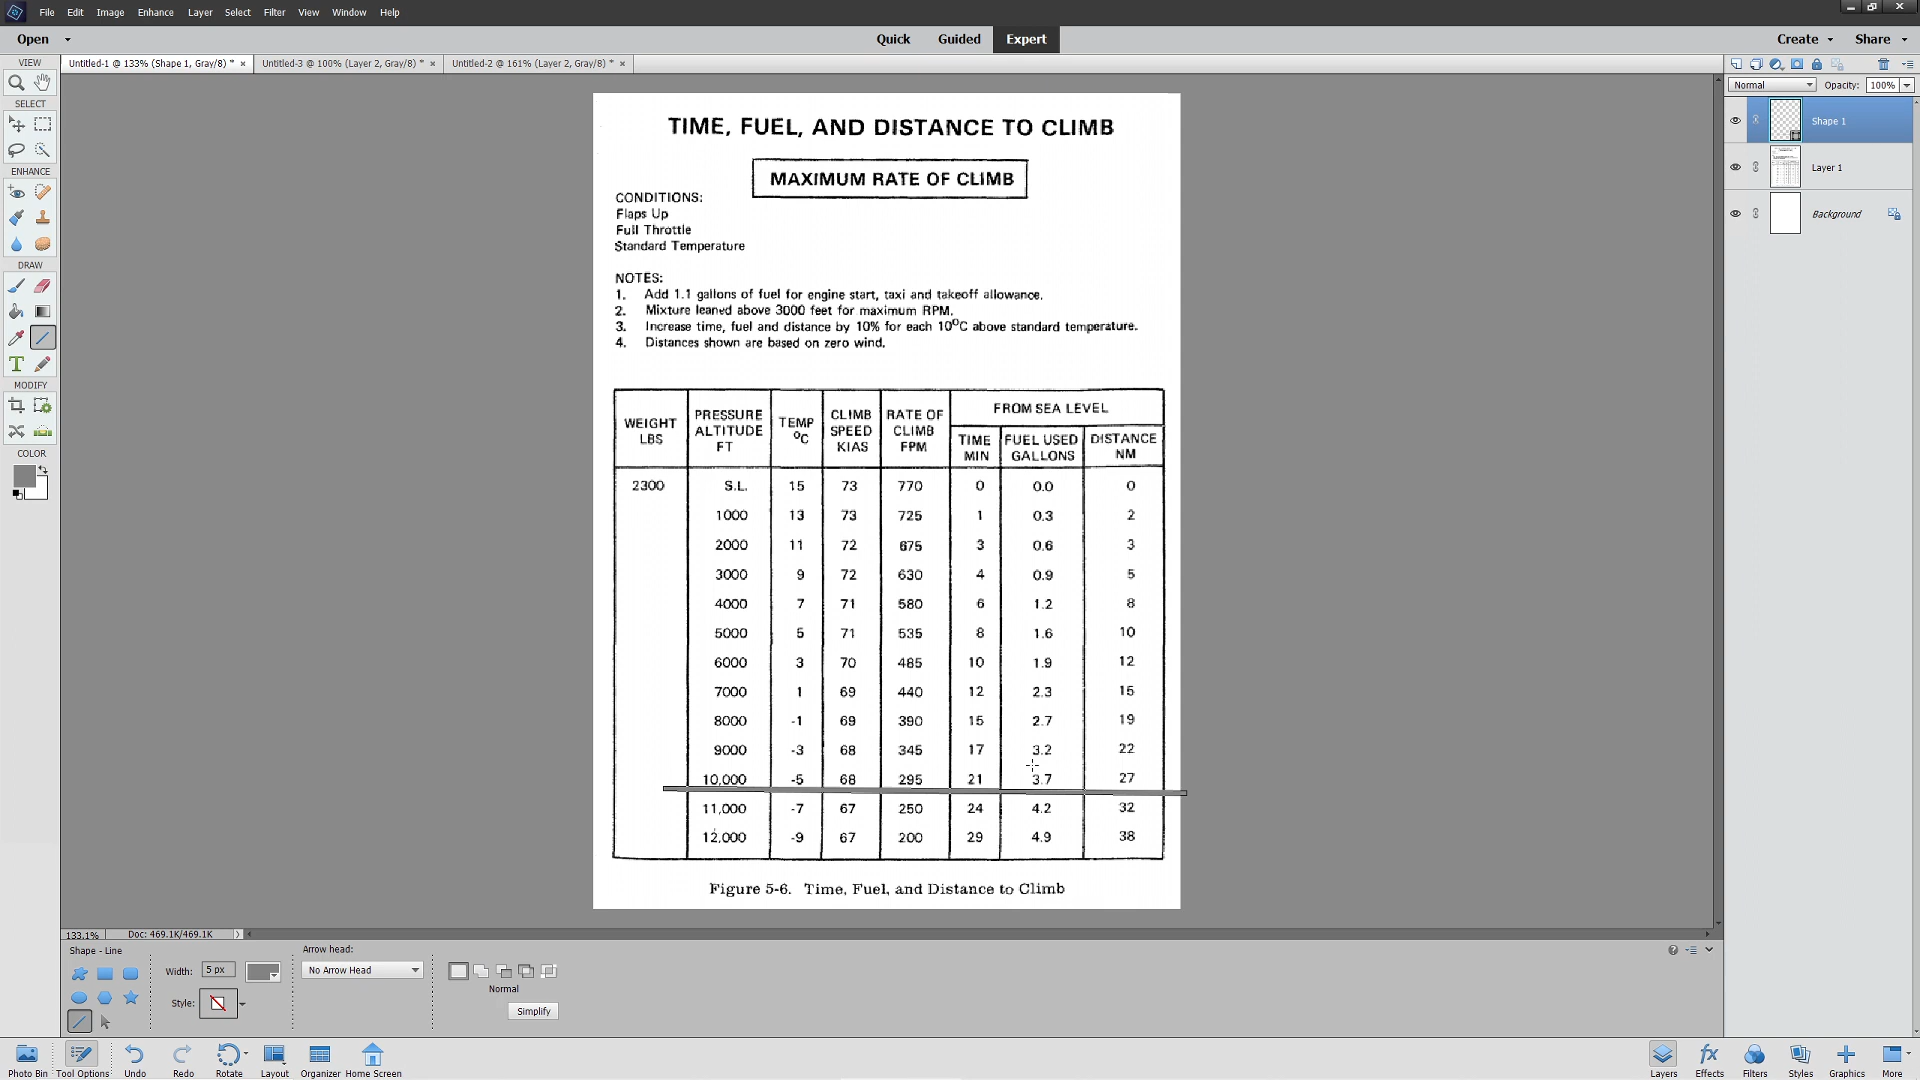 File Edit Image Enhance Layer Select Filter View Window Help
Open Quick Guided Expert Create Share
VIEW
Untitled-1 @ 133% (Shape 1, Gray/8) * × Untitled-3 @ 100% (Layer 2, Gray/8) * × Untitled-2 @ 161% (Layer 2, Gray/8) * ×
SELECT
ENHANCE
DRAW
T
MODIFY
COLOR
TIME, FUEL, AND DISTANCE TO CLIMB
MAXIMUM RATE OF CLIMB
CONDITIONS:
Flaps Up
Full Throttle
Standard Temperature
NOTES:
1. Add 1.1 gallons of fuel for engine start, taxi and takeoff allowance.
2. Mixture leaned above 3000 feet for maximum RPM.
3. Increase time, fuel and distance by 10% for each 10°C above standard temperature.
4. Distances shown are based on zero wind.
WEIGHT LBS
PRESSURE ALTITUDE FT
TEMP °C
CLIMB SPEED KIAS
RATE OF CLIMB FPM
FROM SEA LEVEL
TIME MIN
FUEL USED GALLONS
DISTANCE NM
2300 S.L. 15 73 770 0 0.0 0
1000 13 73 725 1 0.3 2
2000 11 72 675 3 0.6 3
3000 9 72 630 4 0.9 5
4000 7 71 580 6 1.2 8
5000 5 71 535 8 1.6 10
6000 3 70 485 10 1.9 12
7000 1 69 440 12 2.3 15
8000 -1 69 390 15 2.7 19
9000 -3 68 345 17 3.2 22
10,000 -5 68 295 21 3.7 27
11,000 -7 67 250 24 4.2 32
12,000 -9 67 200 29 4.9 38
Figure 5-6. Time, Fuel, and Distance to Climb
Normal Opacity: 100%
Shape 1
Layer 1
Background
133.1% Doc: 469.1K/469.1K
Shape - Line
Width: 5 px
Style:
Arrow head:
No Arrow Head
Normal
Simplify
Photo Bin Tool Options Undo Redo Rotate Layout Organizer Home Screen Layers Effects Filters Styles Graphics More